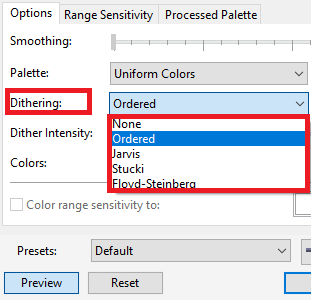 Options Range Sensitivity Processed Palette
Smoothing:
Palette: Uniform Colors
Dithering: Ordered
None
Dither Intensity: Ordered
Jarvis
Colors: Stucki
Floyd-Steinberg
Color range sensitivity to:
Presets: Default
Preview Reset